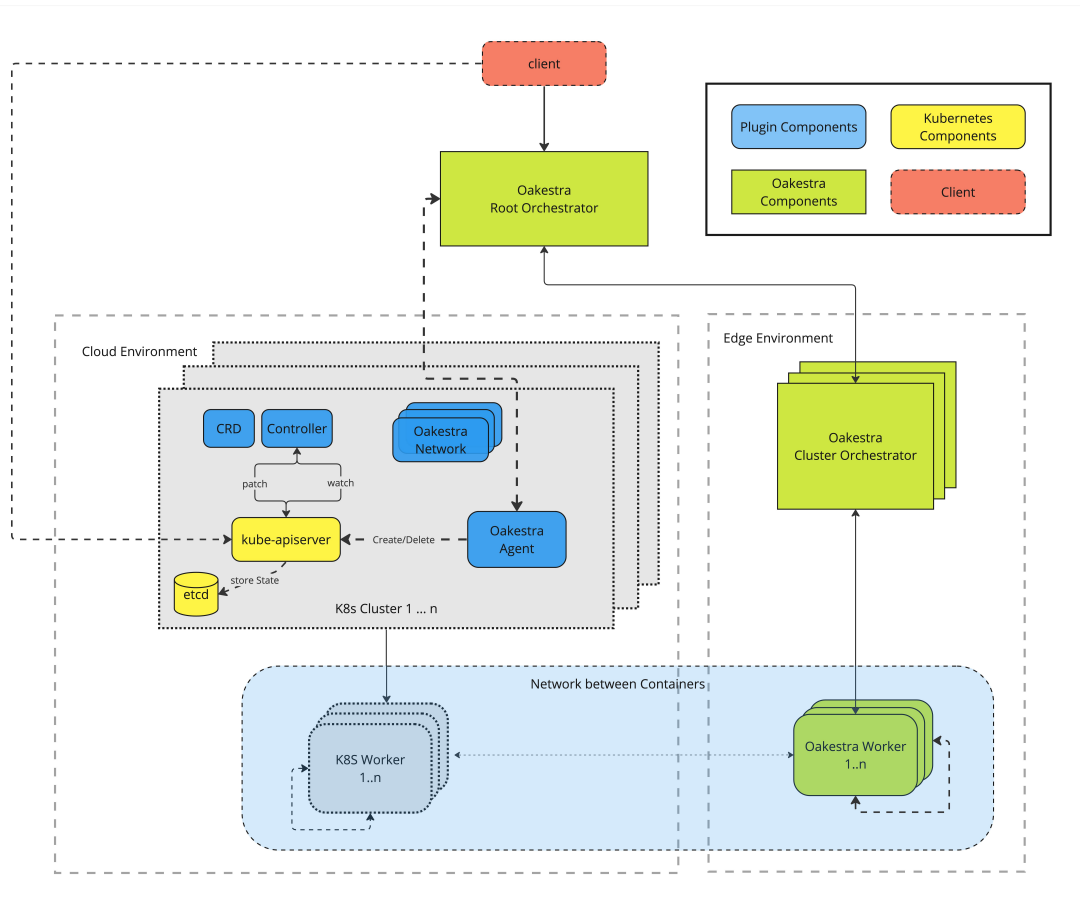 client
Plugin Components
Kubernetes
Components
Oakestra
Components
Client
Oakestra
Root Orchestrator
Cloud Environment
Edge Environment
CRD
Controller
Oakestra
Network
patch
watch
kube-apiserver
Create/Delete
Oakestra
Agent
store State
etcd
K8s Cluster 1 ... n
Oakestra
Cluster Orchestrator
Network between Containers
K8S Worker
1..n
Oakestra Worker
1..n